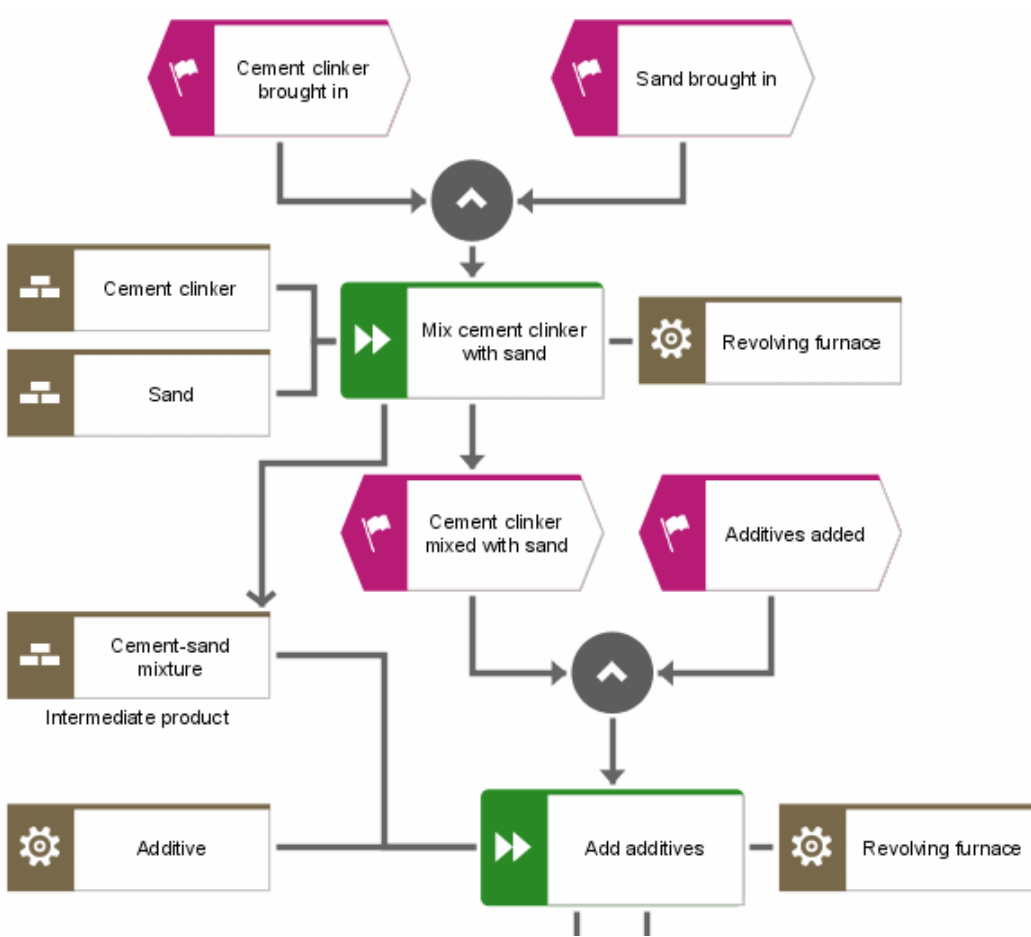 Cement clinker
brought in
Sand brought in
Cement clinker
Mix cement clinker
with sand
Revolving furnace
Sand
Cement clinker
mixed with sand
Additives added
Cement-sand
mixture
Intermediate product
Additive
Add additives
Revolving furnace